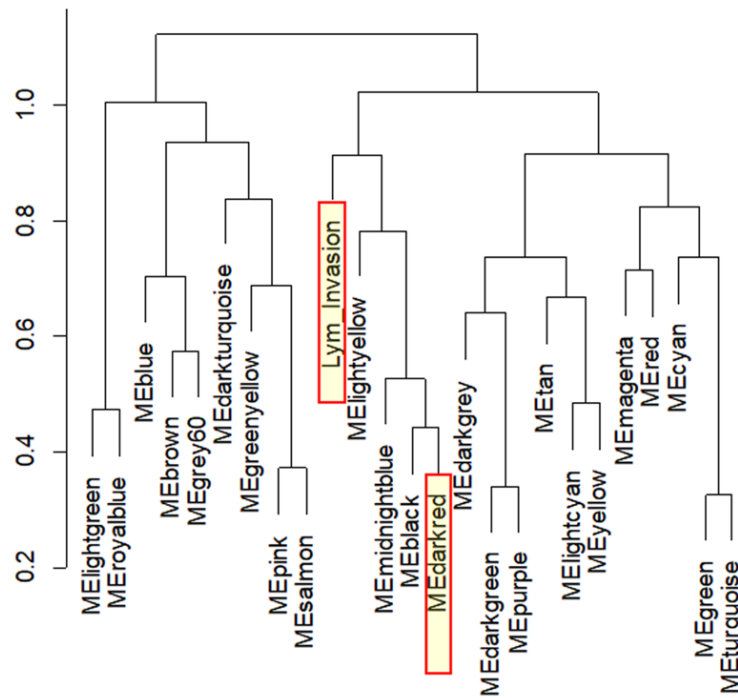 1.0
0.8
0.6
0.4
0.2
MElightgreen
MEroyalblue
MEblue
MEbrown
MEgrey60
MEdarkturquoise
MEgreenyellow
MEpink
MEsalmon
Lym_Invasion
MElightyellow
MEmidnightblue
MEblack
MEdarkred
MEdarkgrey
MEdarkgreen
MEpurple
MEtan
MElightcyan
MEyellow
MEmagenta
MEred
MEcyan
MEgreen
MEturquoise